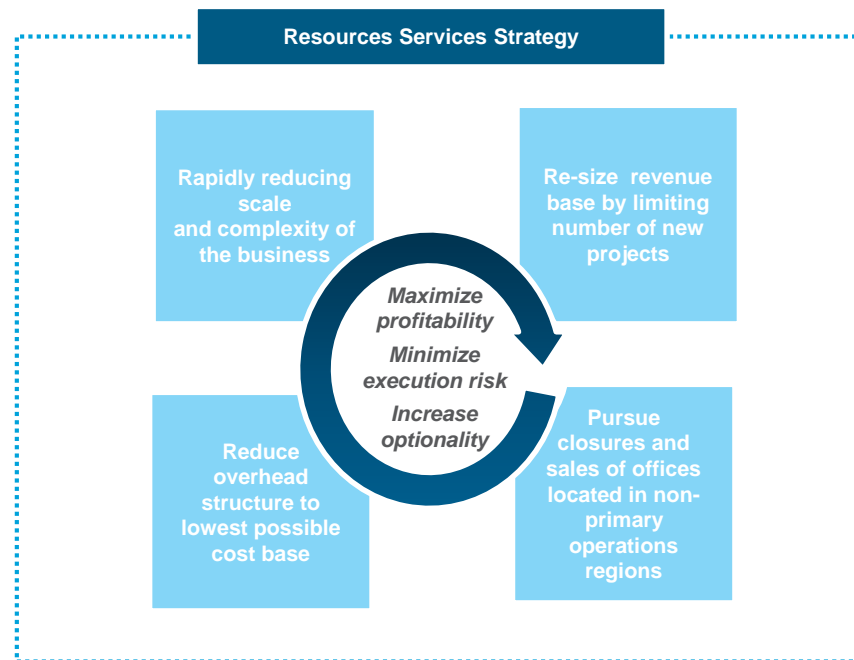 Resources Services Strategy
Rapidly reducing
scale
and complexity of
the business
Re-size  revenue
base by limiting
number of new
projects
Maximize
profitability
Minimize
execution risk
Increase
optionality
Reduce
overhead
structure to
lowest possible
cost base
Pursue
closures and
sales of offices
located in non-
primary
operations
regions